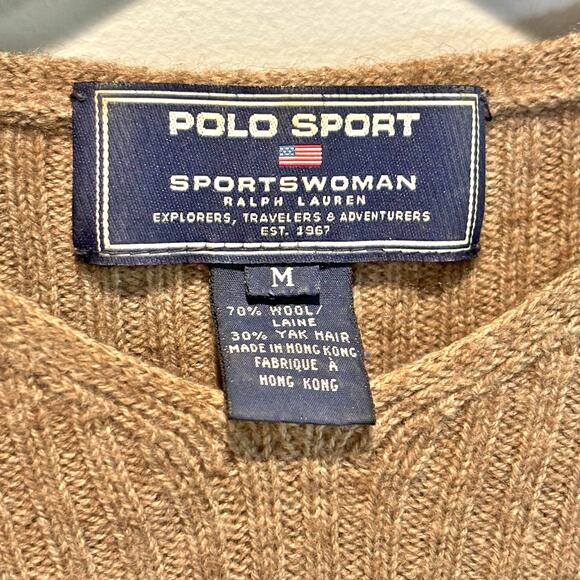 POLO SPORT
SPORTSWOMAN
RALPH LAUREN
EXPLORERS, TRAVELERS & ADVENTURERS
EST. 1967
M
70% WOOL/
LAINE
30% YAK HAIR
MADE IN HONG KONG
FABRIQUE À
HONG KONG